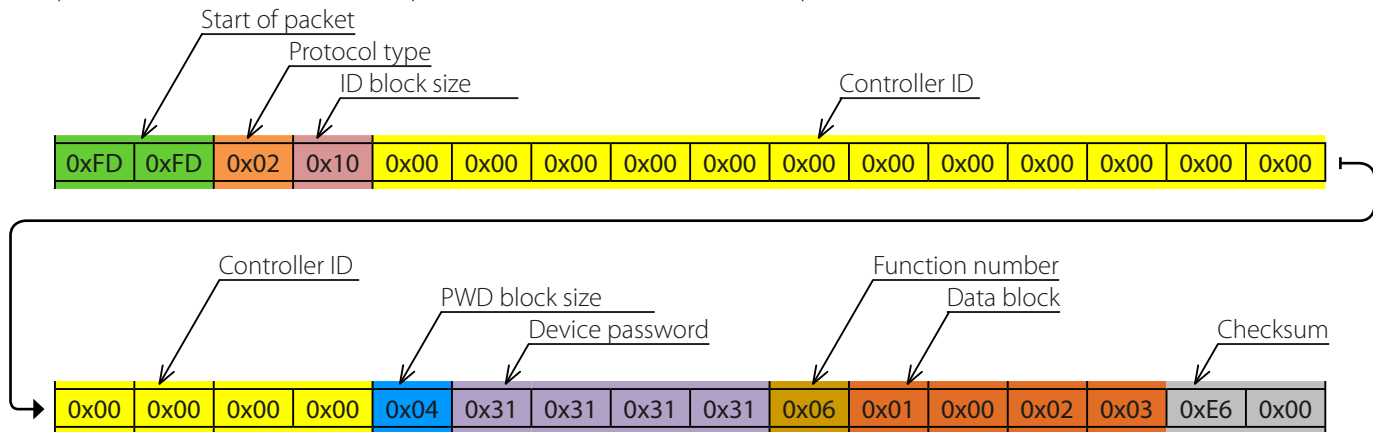 Start of packet
Protocol type
ID block size
Controller ID
0xFD 0xFD 0x02 0x10 0x00 0x00 0x00 0x00 0x00 0x00 0x00 0x00 0x00 0x00 0x00 0x00
Controller ID
Function number
PWD block size
Data block
Device password
Checksum
0x00 0x00 0x00 0x00 0x04 0x31 0x31 0x31 0x31 0x06 0x01 0x00 0x02 0x03 0xE6 0x00